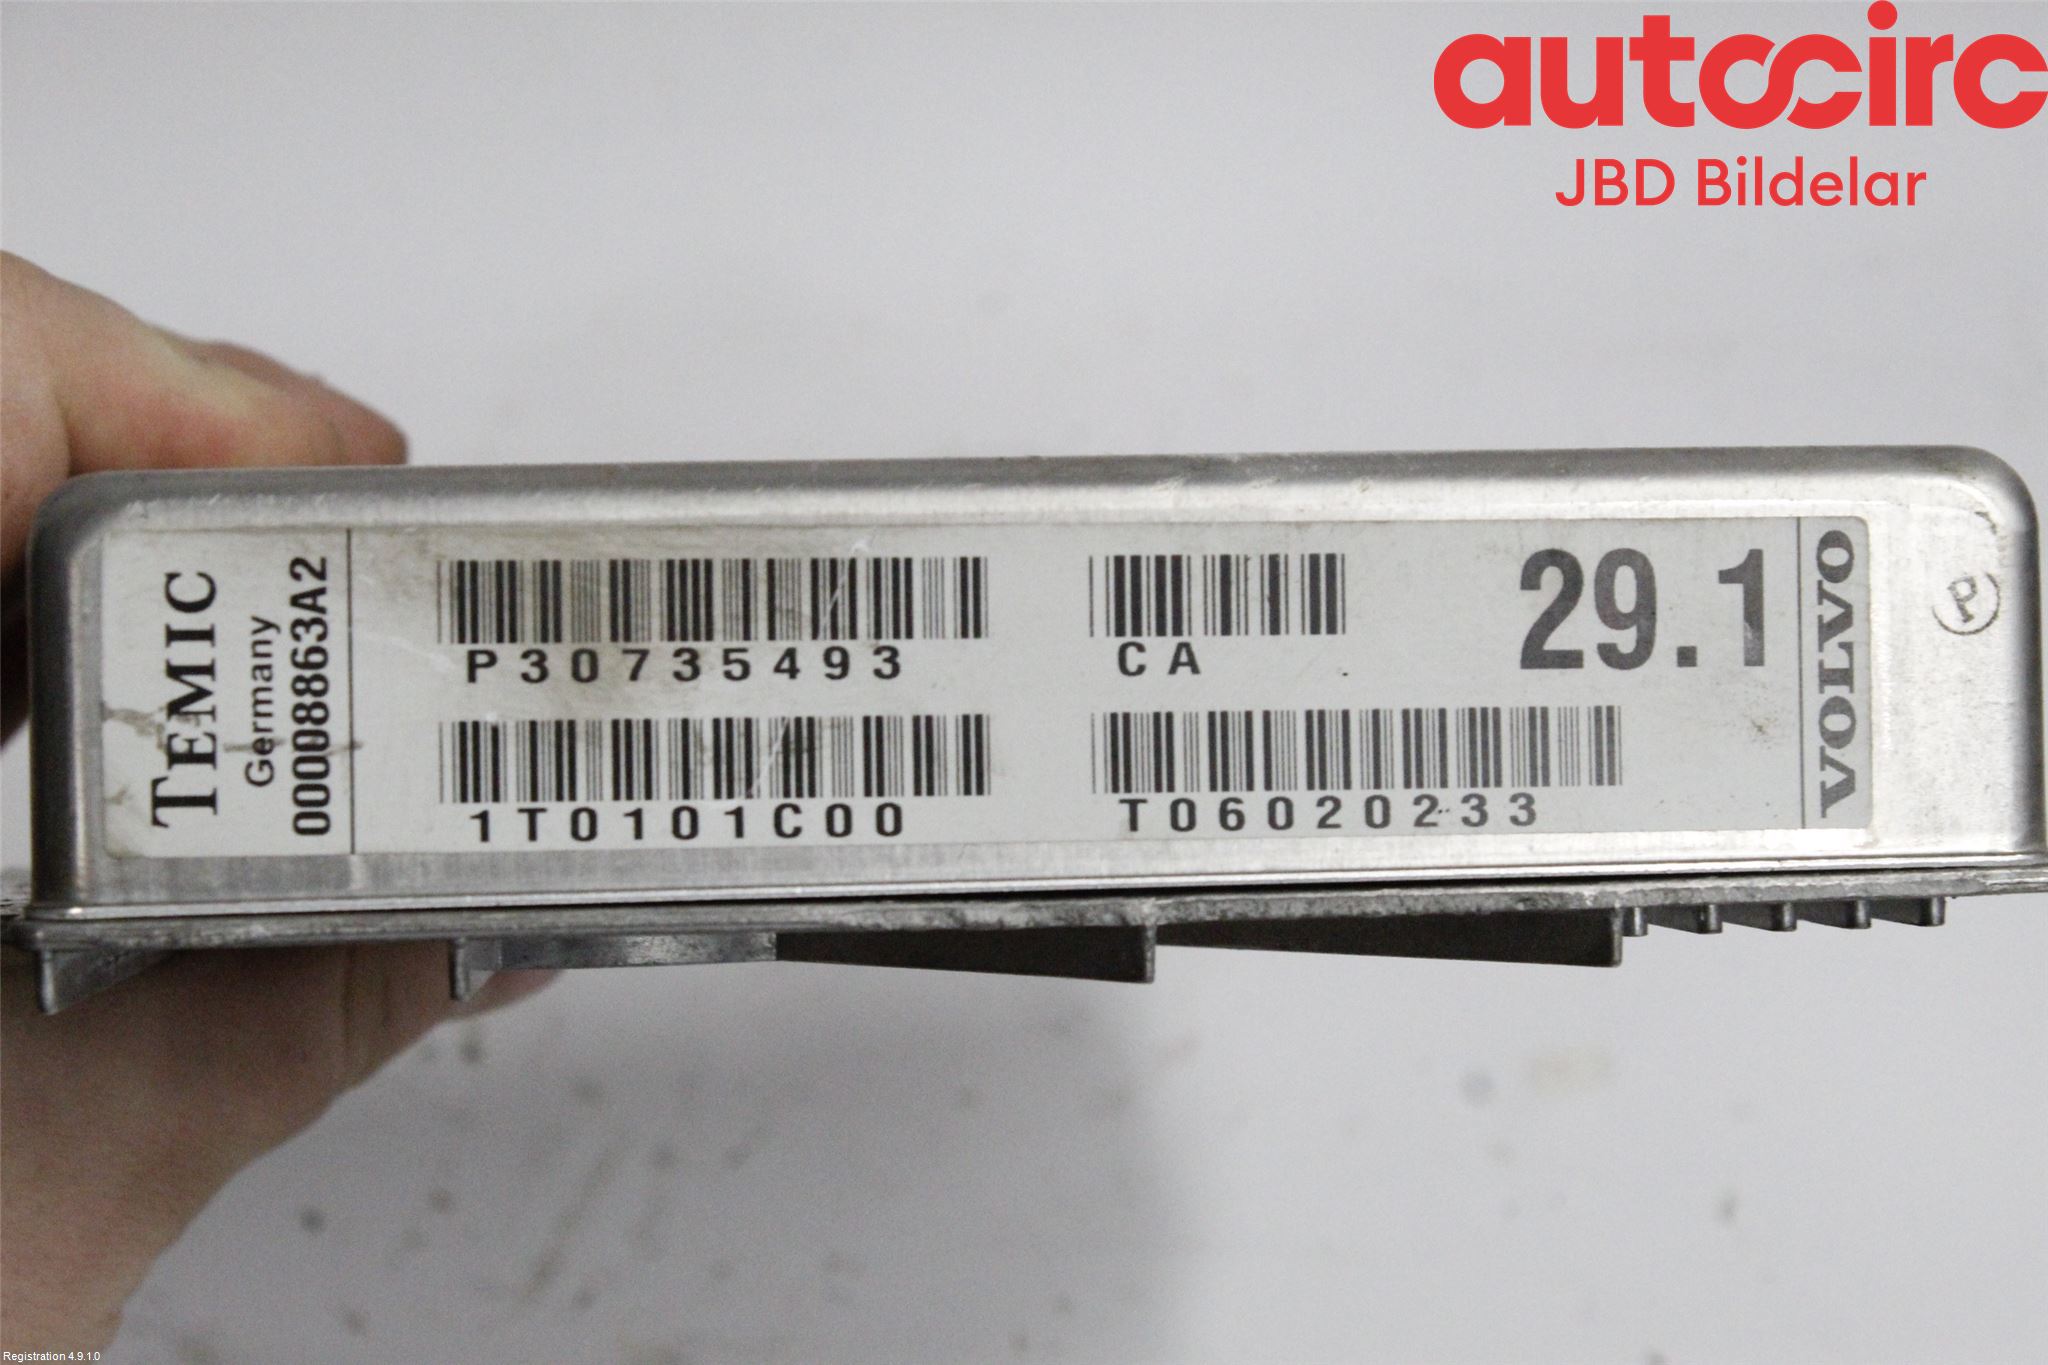 autocirc
JBD Bildelar
TEMIC
Germany
00008863A2
P30735493
CA
29.1
1T0101C00
T06020233
VOLVO
P
Registration 4.9.1.0